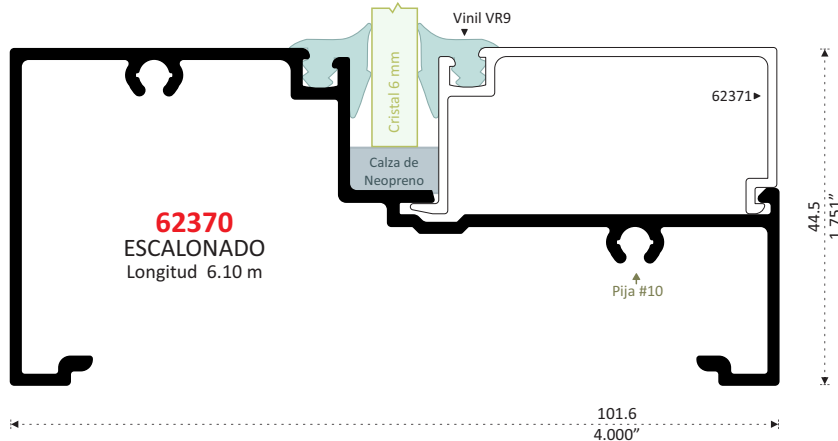 Vinil VR9
Cristal 6 mm
62371
Calza de
Neopreno
62370
ESCALONADO
Longitud 6.10 m
Pija #10
44.5
1.751”
101.6
4.000”